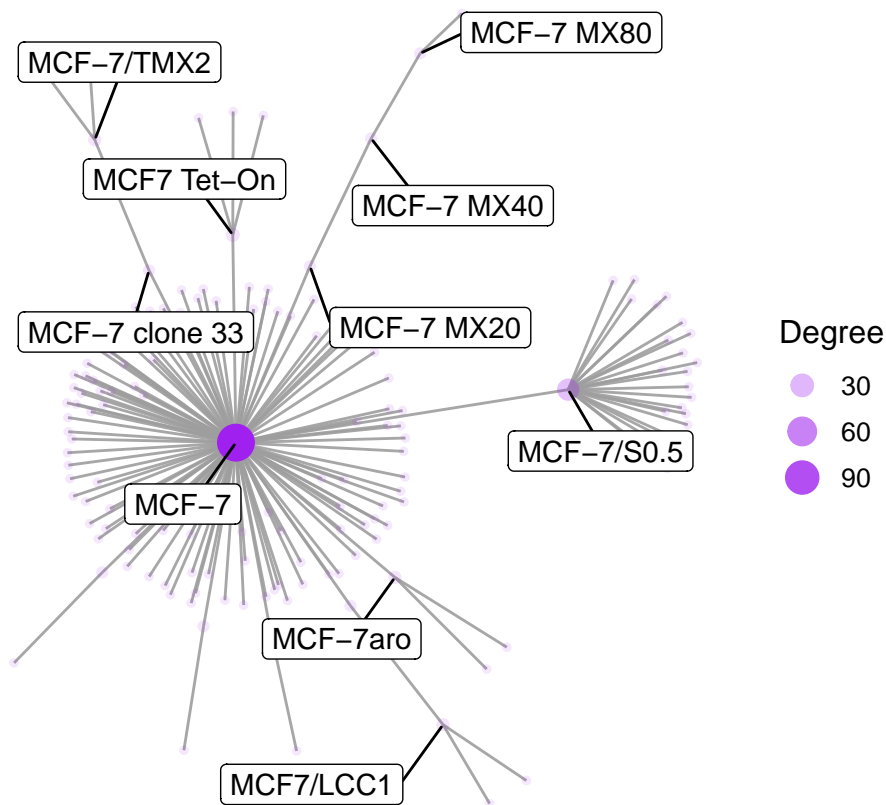 MCF−7 MX80
MCF−7/TMX2
MCF7 Tet−On
MCF−7 MX40
MCF−7 clone 33
MCF−7 MX20
Degree
30
60
90
MCF−7/S0.5
MCF−7
MCF−7aro
MCF7/LCC1